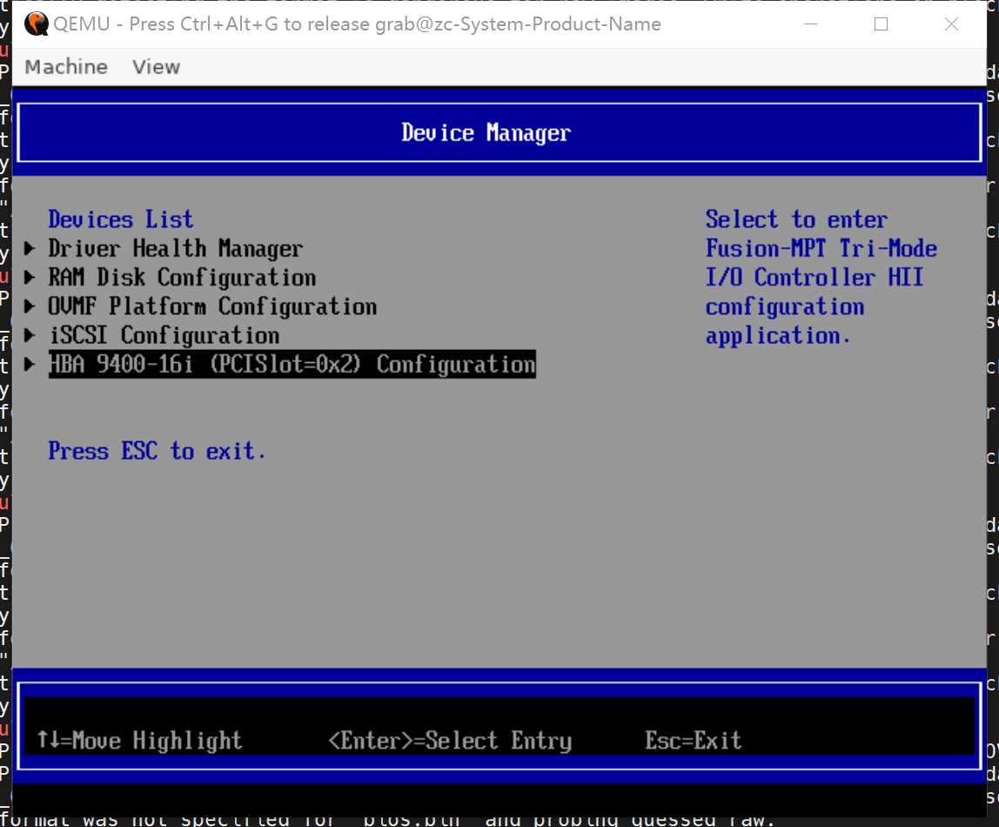 QEMU - Press Ctrl+Alt+G to release grab@zc-System-Product-Name
Machine View
Device Manager
Devices List
Driver Health Manager
RAM Disk Configuration
OVMF Platform Configuration
iSCSI Configuration
HBA 9400-16i (PCISlot=0x2) Configuration
Press ESC to exit.
Select to enter
Fusion-MPT Tri-Mode
I/O Controller HII
configuration
application.
↑↓=Move Highlight <Enter>=Select Entry Esc=Exit
format was not specified for bios.bin and probing guessed raw.